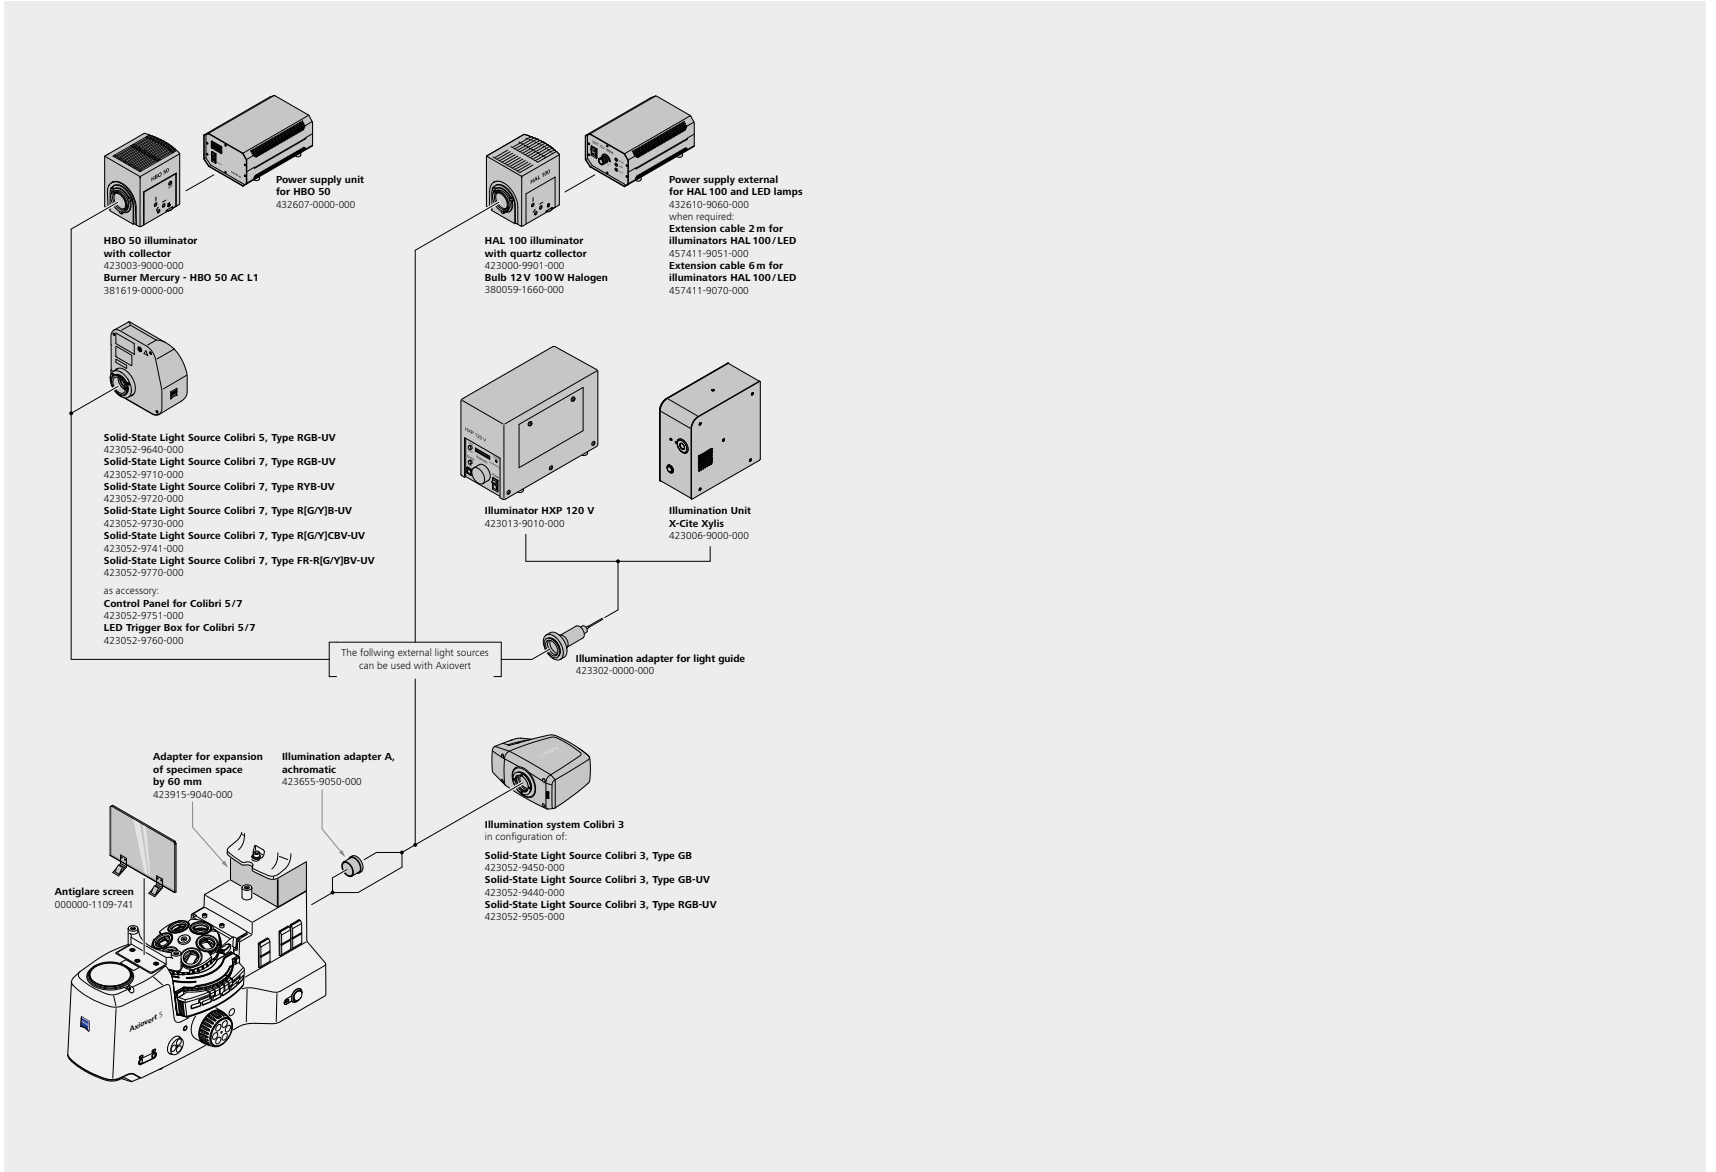 HBO 50
Power supply unit
for HBO 50
432607-0000-000
HBO 50 illuminator
with collector
423003-9000-000
Burner Mercury - HBO 50 AC L1
381619-0000-000
HAL 100
Power supply external
for HAL 100 and LED lamps
432610-9060-000
when required:
Extension cable 2 m for
illuminators HAL 100/LED
457411-9051-000
Extension cable 6 m for
illuminators HAL 100/LED
457411-9070-000
HAL 100 illuminator
with quartz collector
423000-9901-000
Bulb 12 V 100 W Halogen
380059-1660-000
Solid-State Light Source Colibri 5, Type RGB-UV
423052-9640-000
Solid-State Light Source Colibri 7, Type RGB-UV
423052-9710-000
Solid-State Light Source Colibri 7, Type RYB-UV
423052-9720-000
Solid-State Light Source Colibri 7, Type R[G/Y]B-UV
423052-9730-000
Solid-State Light Source Colibri 7, Type R[G/Y]CBV-UV
423052-9741-000
Solid-State Light Source Colibri 7, Type FR-R[G/Y]BV-UV
423052-9770-000
as accessory:
Control Panel for Colibri 5/7
423052-9751-000
LED Trigger Box for Colibri 5/7
423052-9760-000
HXP 120 V
Illuminator HXP 120 V
423013-9010-000
Illumination Unit
X-Cite Xylis
423006-9000-000
The follwing external light sources
can be used with Axiovert
Illumination adapter for light guide
423302-0000-000
Adapter for expansion
of specimen space
by 60 mm
423915-9040-000
Illumination adapter A,
achromatic
423655-9050-000
Illumination system Colibri 3
in configuration of:
Solid-State Light Source Colibri 3, Type GB
423052-9450-000
Solid-State Light Source Colibri 3, Type GB-UV
423052-9440-000
Solid-State Light Source Colibri 3, Type RGB-UV
423052-9505-000
Antiglare screen
000000-1109-741
Axiovert 5